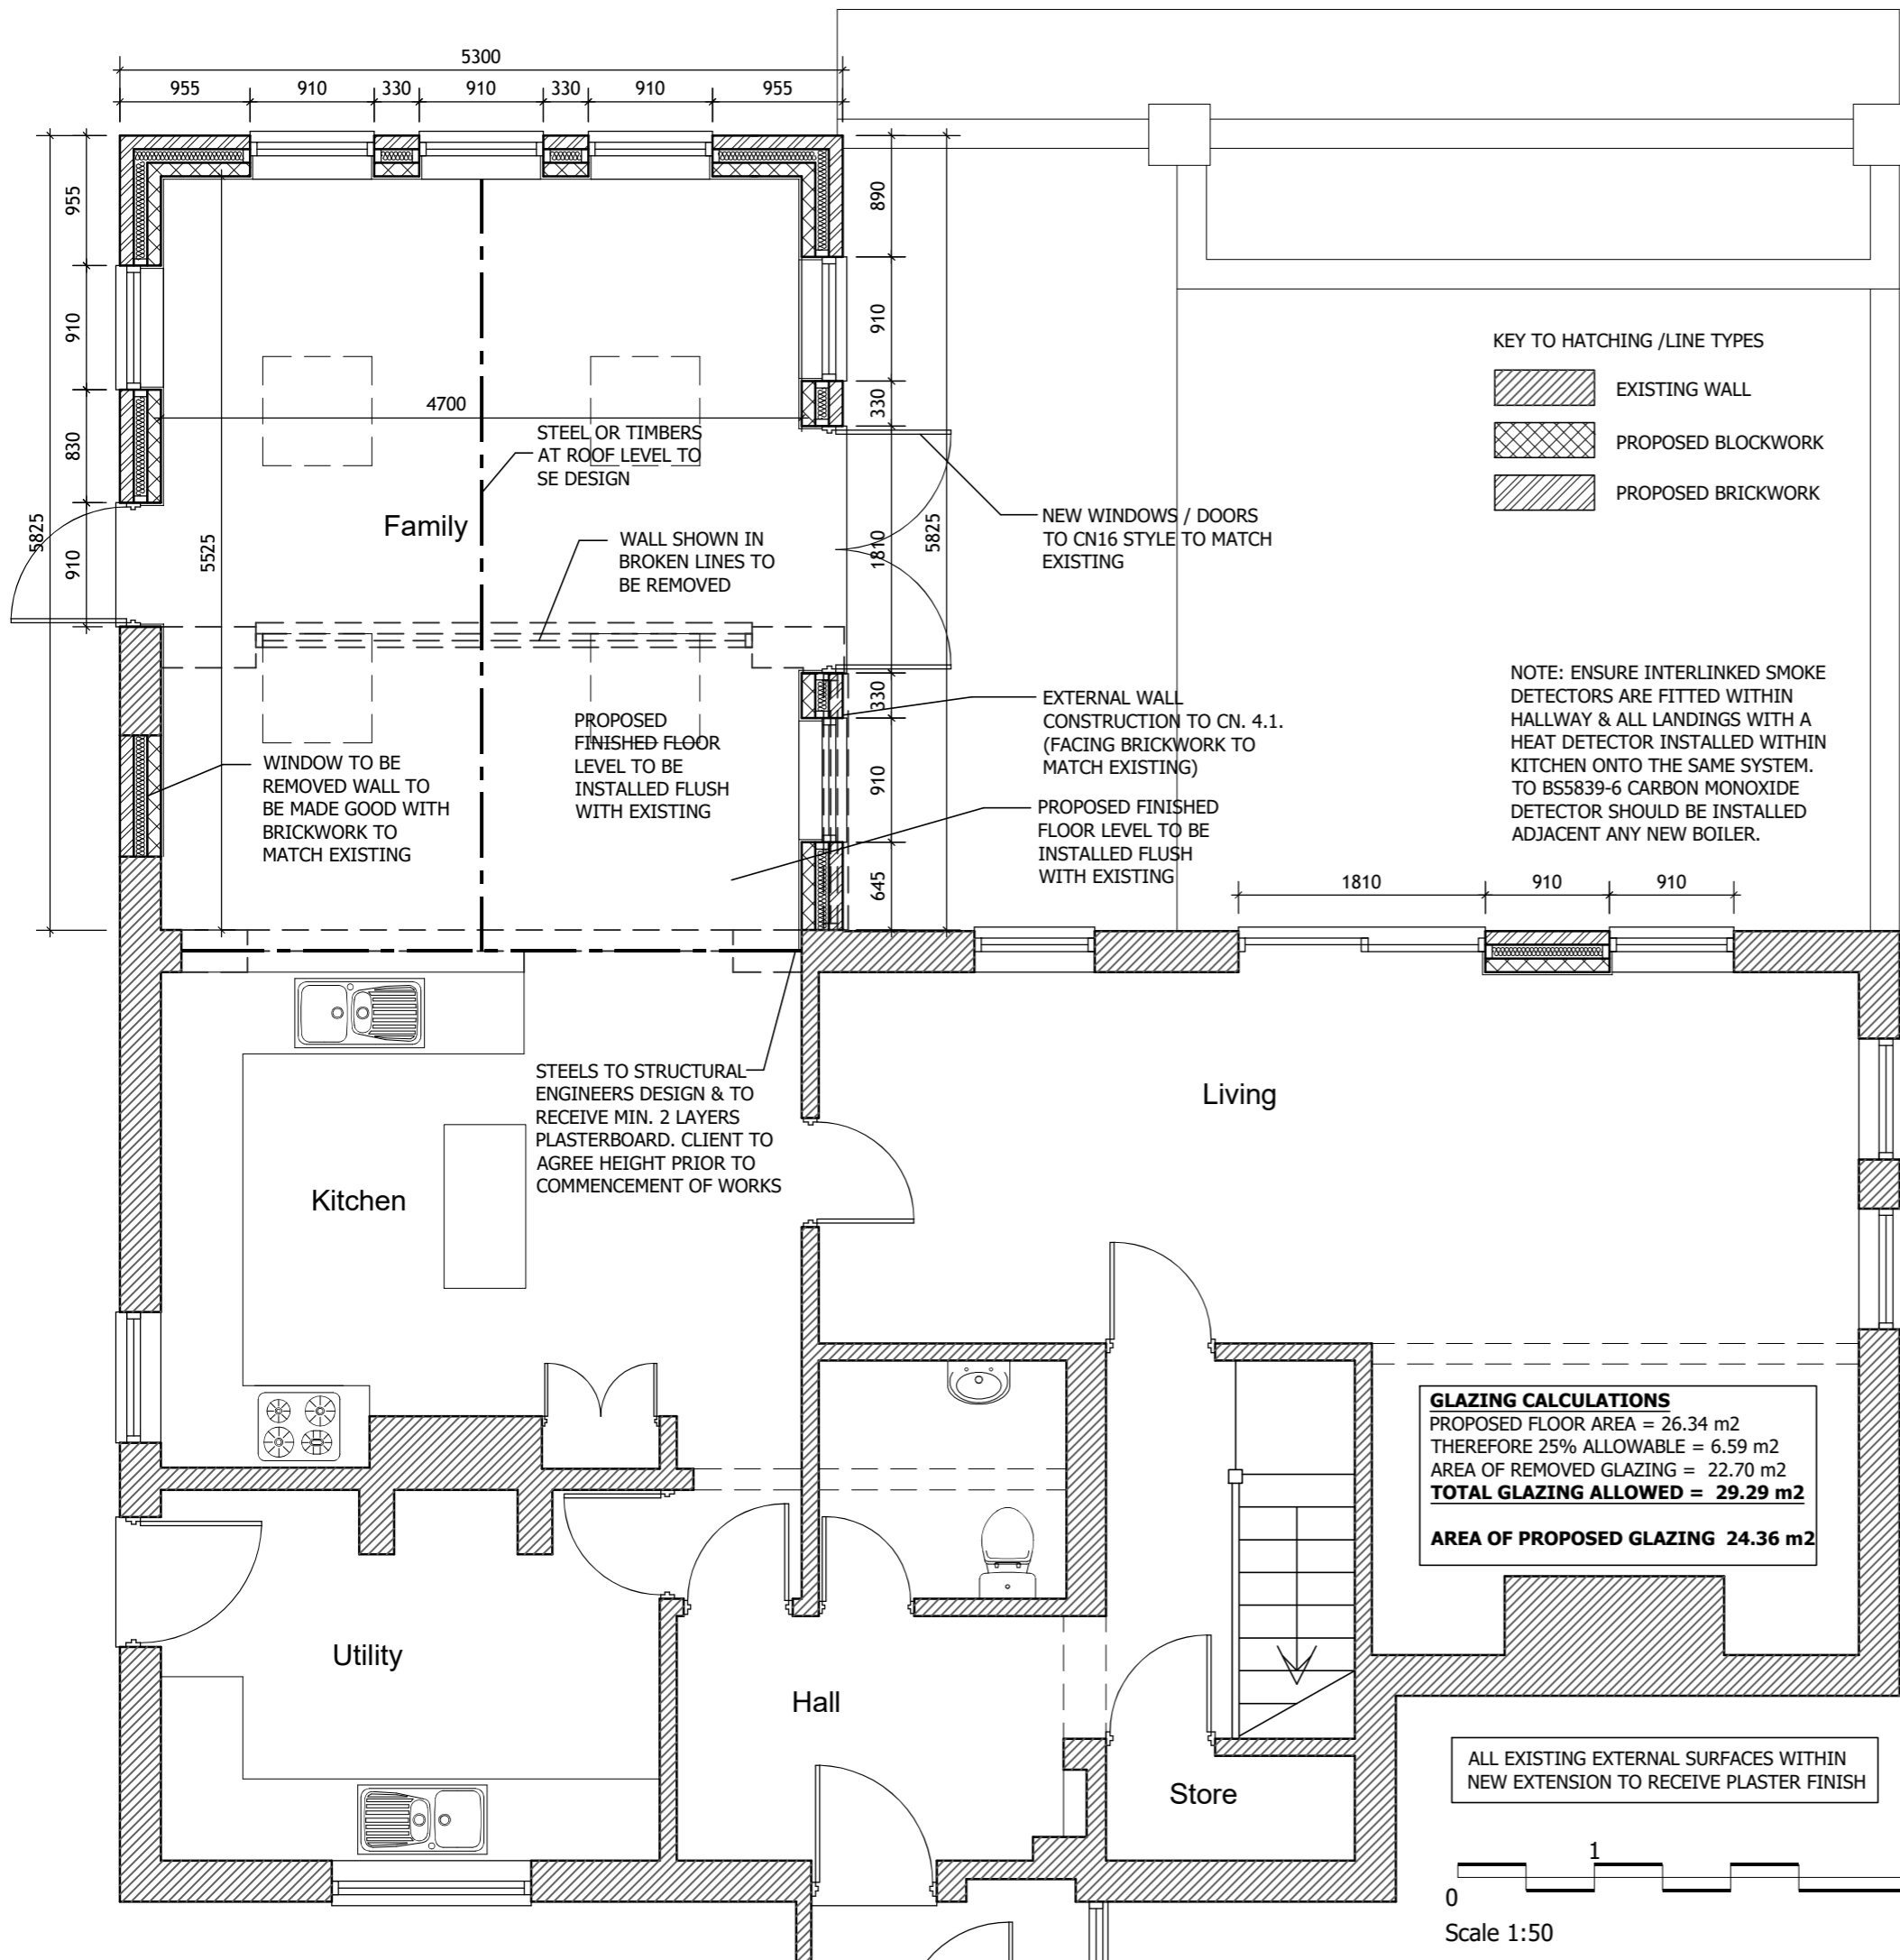 5300
955 910 330 910 330 910 955
955
910
830
910
5825
5525
4700
890
910
330
1810
5825
330
910
645
STEEL OR TIMBERS
AT ROOF LEVEL TO
SE DESIGN
Family
WALL SHOWN IN
BROKEN LINES TO
BE REMOVED
NEW WINDOWS / DOORS
TO CN16 STYLE TO MATCH
EXISTING
KEY TO HATCHING /LINE TYPES
EXISTING WALL
PROPOSED BLOCKWORK
PROPOSED BRICKWORK
WINDOW TO BE
REMOVED WALL TO
BE MADE GOOD WITH
BRICKWORK TO
MATCH EXISTING
PROPOSED
FINISHED FLOOR
LEVEL TO BE
INSTALLED FLUSH
WITH EXISTING
EXTERNAL WALL
CONSTRUCTION TO CN. 4.1.
(FACING BRICKWORK TO
MATCH EXISTING)
PROPOSED FINISHED
FLOOR LEVEL TO BE
INSTALLED FLUSH
WITH EXISTING
NOTE: ENSURE INTERLINKED SMOKE
DETECTORS ARE FITTED WITHIN
HALLWAY & ALL LANDINGS WITH A
HEAT DETECTOR INSTALLED WITHIN
KITCHEN ONTO THE SAME SYSTEM.
TO BS5839-6 CARBON MONOXIDE
DETECTOR SHOULD BE INSTALLED
ADJACENT ANY NEW BOILER.
1810 910 910
STEELS TO STRUCTURAL
ENGINEERS DESIGN & TO
RECEIVE MIN. 2 LAYERS
PLASTERBOARD. CLIENT TO
AGREE HEIGHT PRIOR TO
COMMENCEMENT OF WORKS
Living
Kitchen
GLAZING CALCULATIONS
PROPOSED FLOOR AREA = 26.34 m2
THEREFORE 25% ALLOWABLE = 6.59 m2
AREA OF REMOVED GLAZING = 22.70 m2
TOTAL GLAZING ALLOWED = 29.29 m2
AREA OF PROPOSED GLAZING 24.36 m2
Utility
Hall
Store
ALL EXISTING EXTERNAL SURFACES WITHIN
NEW EXTENSION TO RECEIVE PLASTER FINISH
1
0
Scale 1:50